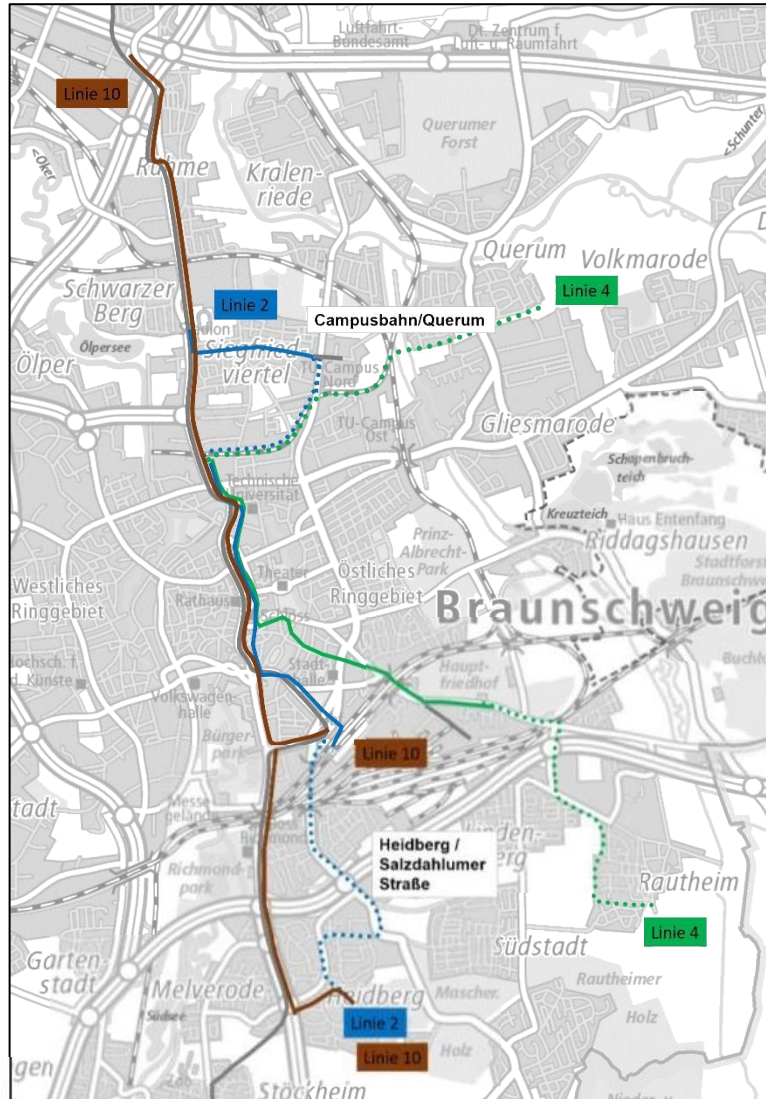 Luftfahrt-
Bundesamt
Dt. Zentrum f.
Luft- u. Raumfahrt
Linie 10
Querumer
Forst
<Schunter
<Oker
Rühme
Kralen-
riede
Querum
Volkmarode
Schwarzer
Berg
Linie 2
Linie 4
Campusbahn/Querum
Ölpersee
Ölper
Siegfried-
viertel
TU-Campus
Nord
Gliesmarode
TU-Campus
Ost
Schapenbruch-
teich
Technische
Universität
Kreuzteich
Haus Entenfang
Riddagshausen
Prinz-
Albrecht-
Park
Stadtforst
Westliches
Ringgebiet
Theater
Östliches
Ringgebiet
Rathaus
Schloss
Braunschweig
Stadt-
halle
Haupt-
friedhof
d. Künste
Volkswagen-
halle
Bürger-
park
Linie 10
Messe-
gelände
Heidberg /
Salzdahlumer
Straße
Richmond-
park
Rautheim
Linie 4
Südstadt
Garten-
stadt
Melverode
Rautheimer
Holz
Mascher.
Holz
Heidberg
Südsee
Linie 2
Linie 10
Stöckheim